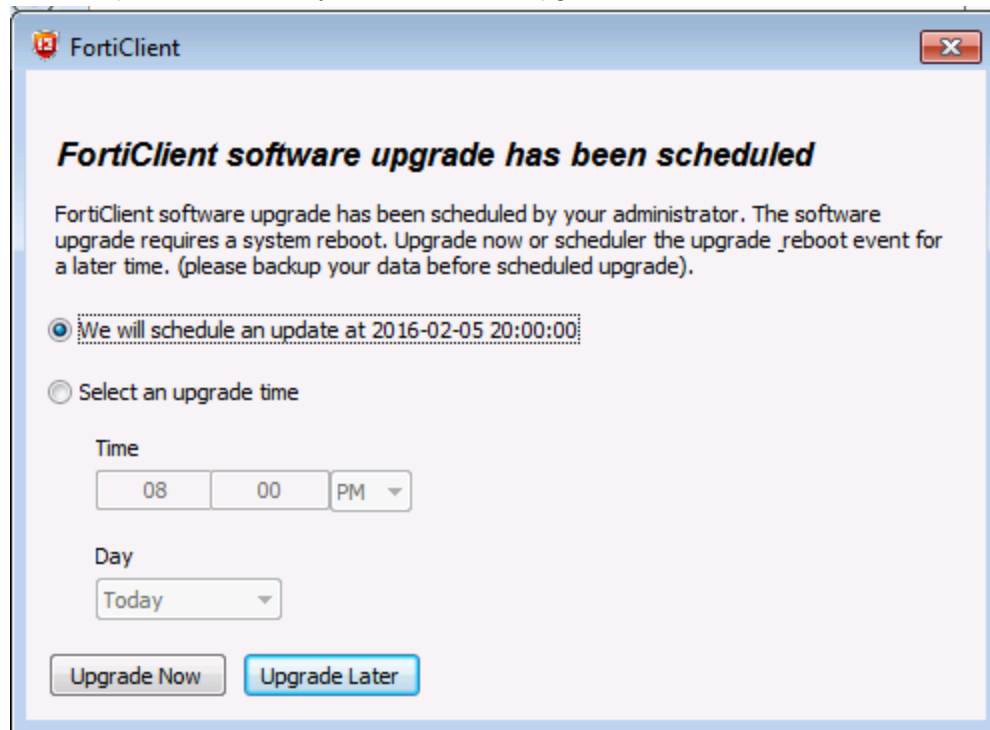 FortiClient
FortiClient software upgrade has been scheduled
FortiClient software upgrade has been scheduled by your administrator. The software
upgrade requires a system reboot. Upgrade now or scheduler the upgrade _reboot event for
a later time. (please backup your data before scheduled upgrade).
We will schedule an update at 2016-02-05 20:00:00
Select an upgrade time
Time
08 00 PM
Day
Today
Upgrade Now Upgrade Later